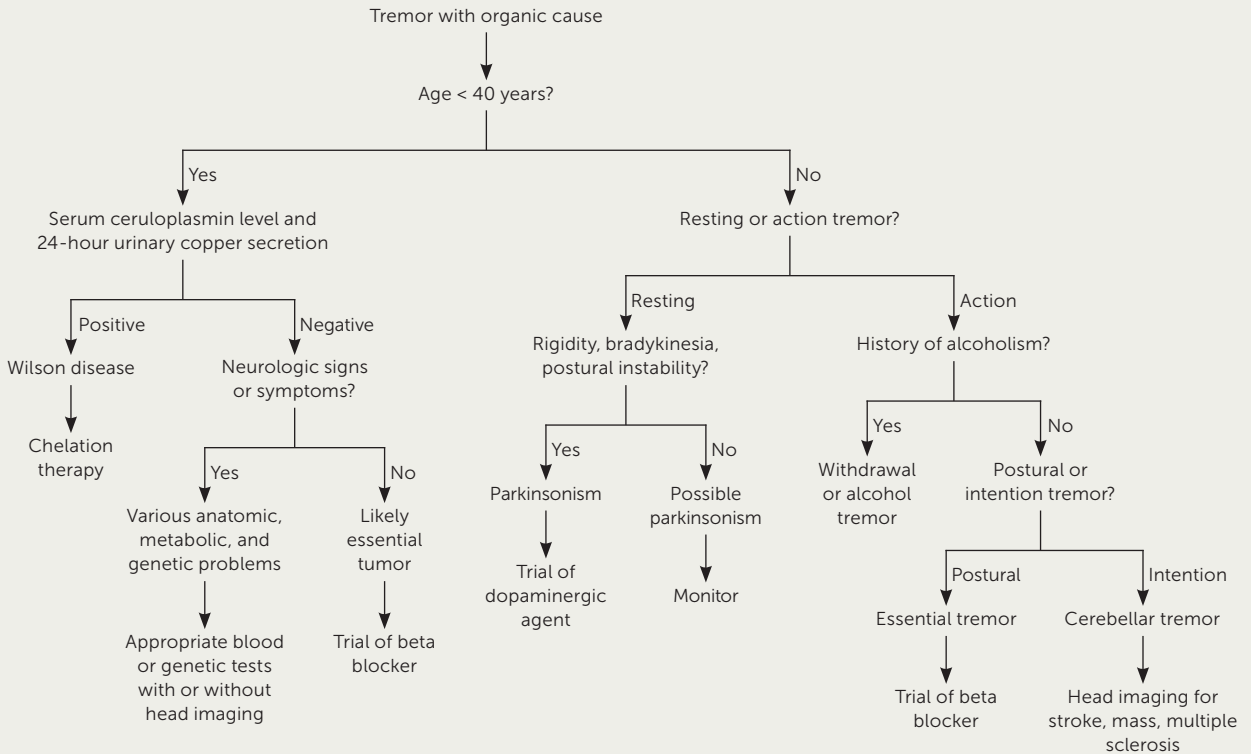 Tremor with organic cause
Age < 40 years?
Yes
No
Serum ceruloplasmin level and
24-hour urinary copper secretion
Resting or action tremor?
Positive
Negative
Resting
Action
Wilson disease
Neurologic signs
or symptoms?
Rigidity, bradykinesia,
postural instability?
History of alcoholism?
Chelation
therapy
Yes
No
Yes
No
Yes
No
Various anatomic,
metabolic, and
genetic problems
Likely
essential
tumor
Parkinsonism
Possible
parkinsonism
Withdrawal
or alcohol
tremor
Postural or
intention tremor?
Appropriate blood
or genetic tests
with or without
head imaging
Trial of beta
blocker
Trial of
dopaminergic
agent
Monitor
Postural
Intention
Essential tremor
Cerebellar tremor
Trial of beta
blocker
Head imaging for
stroke, mass, multiple
sclerosis